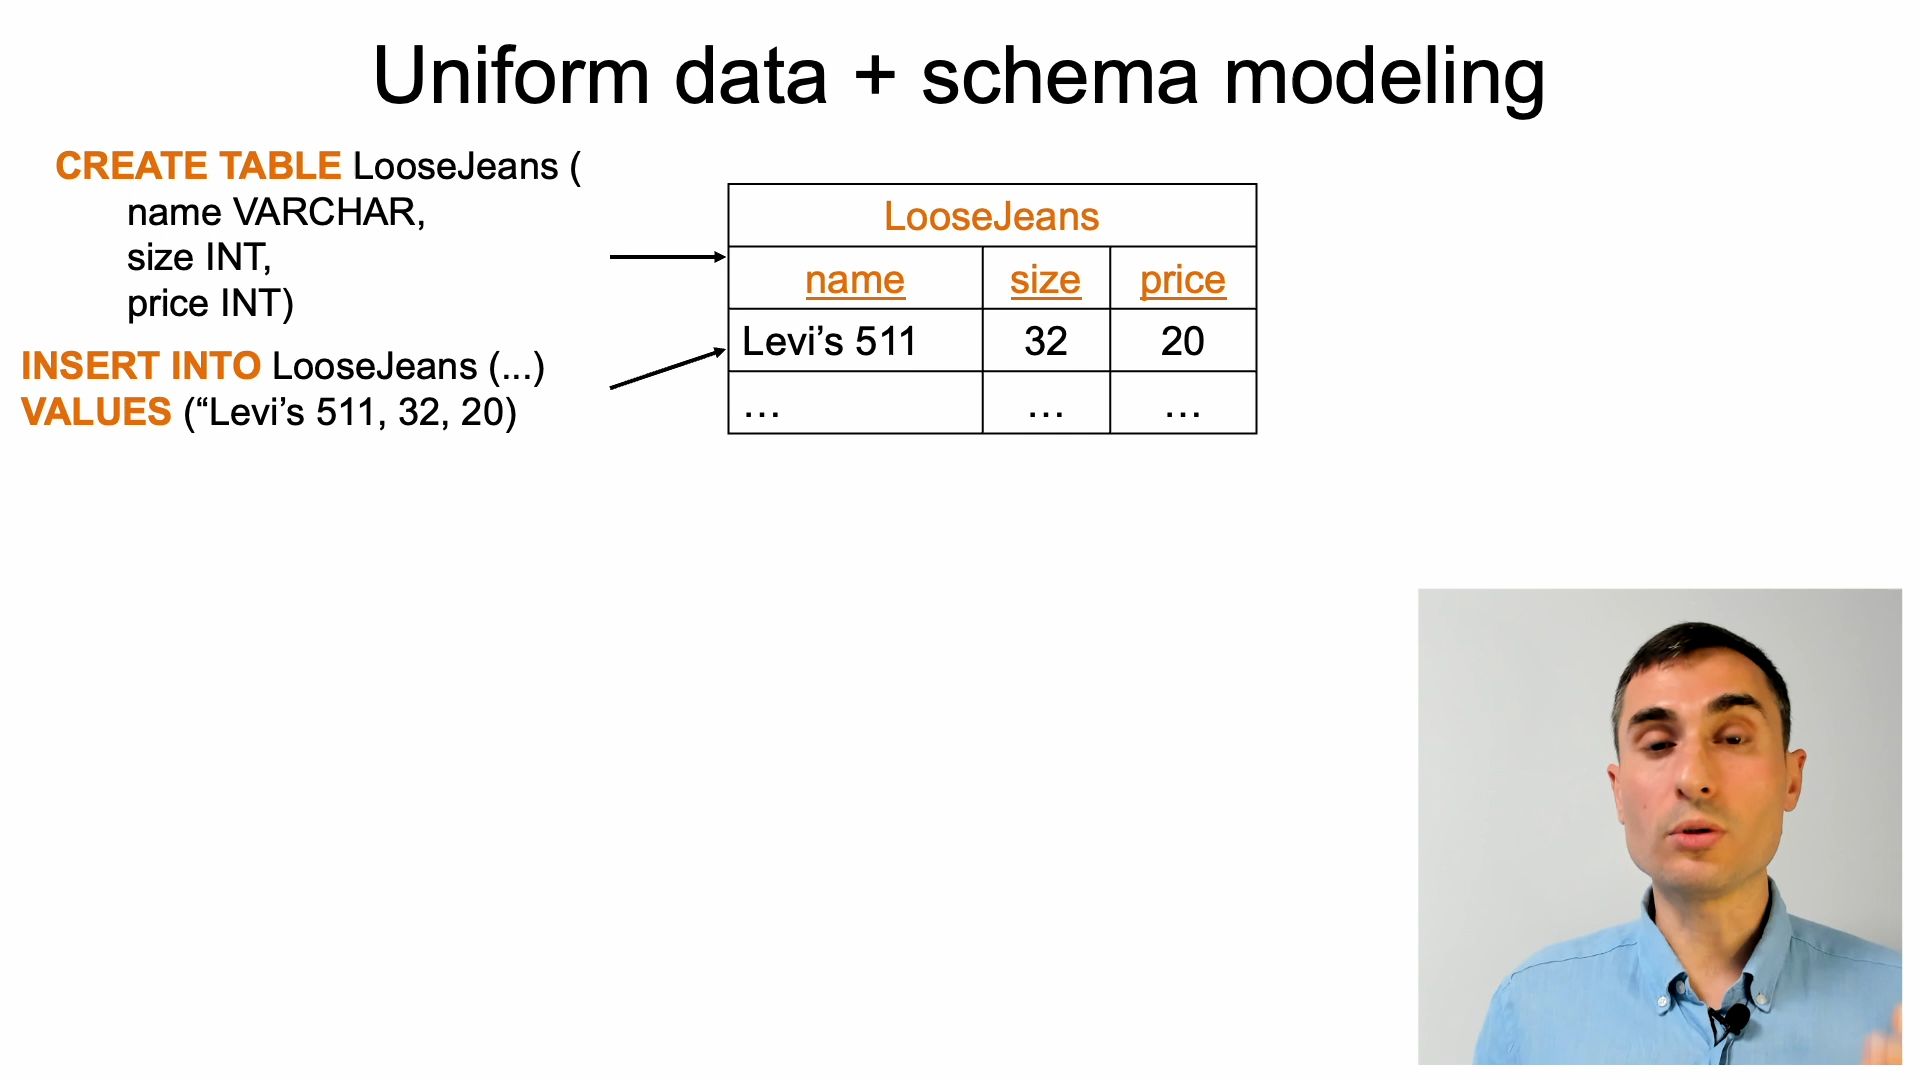 Uniform data + schema modeling
CREATE TABLE LooseJeans (
name VARCHAR,
size INT,
price INT)
INSERT INTO LooseJeans (...)
VALUES (“Levi’s 511, 32, 20)
LooseJeans
name size price
Levi’s 511 32 20
... ... ...